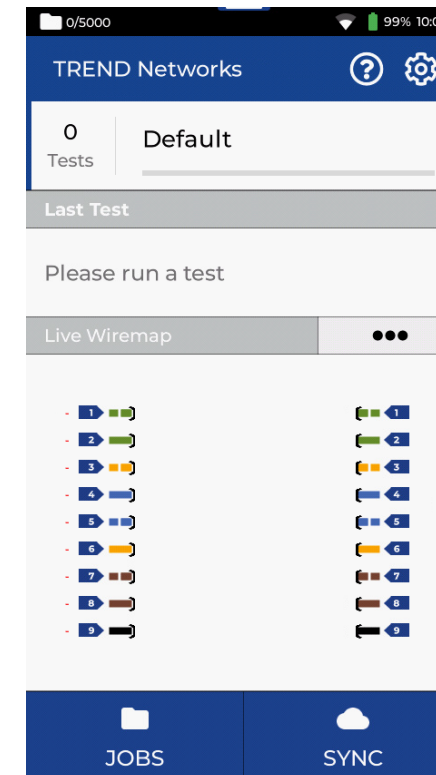 0/5000 99% 10:0
TREND Networks
0
Tests
Default
Last Test
Please run a test
Live Wiremap
- 1 1
- 2 2
- 3 3
- 4 4
- 5 5
- 6 6
- 7 7
- 8 8
- 9 9
JOBS SYNC